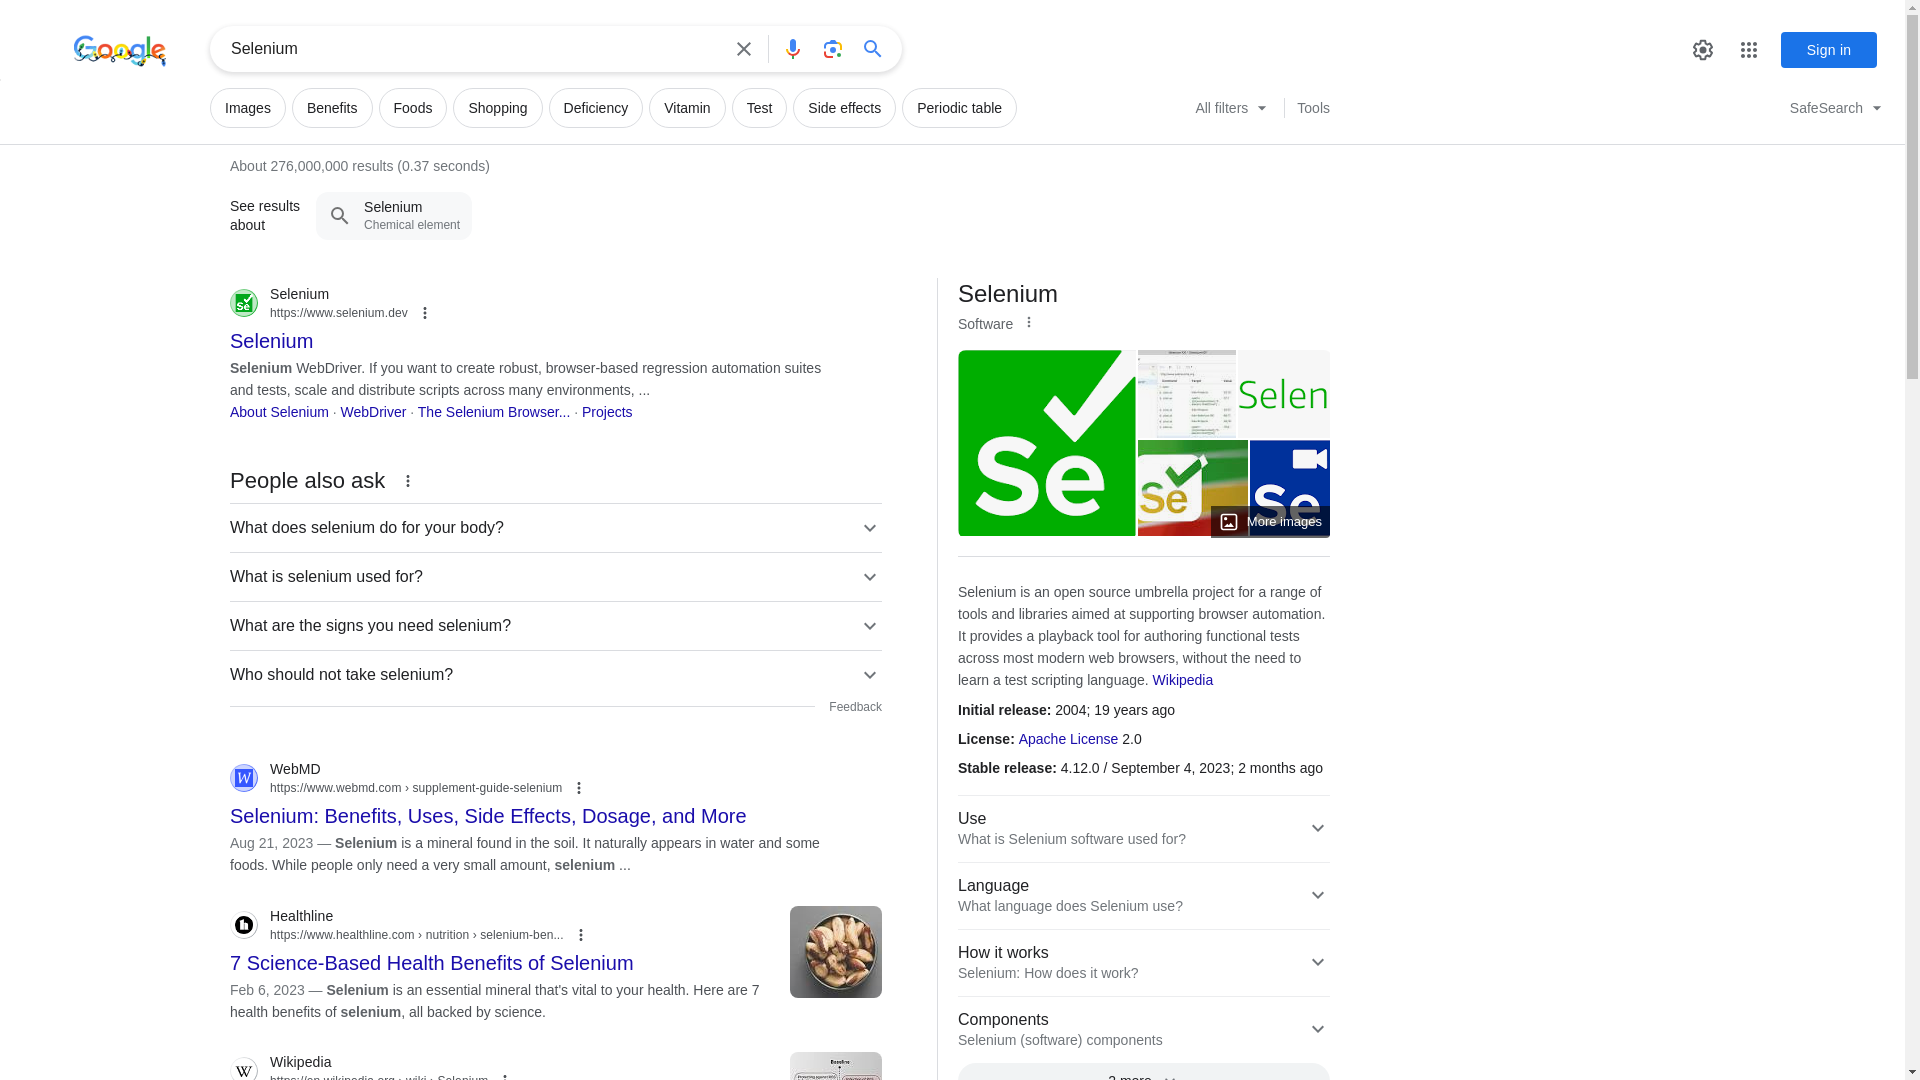 Google
Selenium
Sign in
Images
Benefits
Foods
Shopping
Deficiency
Vitamin
Test
Side effects
Periodic table
All filters
Tools
SafeSearch
About 276,000,000 results (0.37 seconds)
See results
about
Selenium
Chemical element
Selenium
https://www.selenium.dev
Selenium
Selenium WebDriver. If you want to create robust, browser-based regression automation suites
and tests, scale and distribute scripts across many environments, ...
About Selenium · WebDriver · The Selenium Browser... · Projects
People also ask
What does selenium do for your body?
What is selenium used for?
What are the signs you need selenium?
Who should not take selenium?
Feedback
WebMD
https://www.webmd.com › supplement-guide-selenium
Selenium: Benefits, Uses, Side Effects, Dosage, and More
Aug 21, 2023 — Selenium is a mineral found in the soil. It naturally appears in water and some
foods. While people only need a very small amount, selenium ...
Healthline
https://www.healthline.com › nutrition › selenium-ben...
7 Science-Based Health Benefits of Selenium
Feb 6, 2023 — Selenium is an essential mineral that's vital to your health. Here are 7
health benefits of selenium, all backed by science.
Wikipedia
https://en.wikipedia.org › wiki › Selenium
Baseline
Selenium
Software
Se
Selen
Se
Se
More images
Selenium is an open source umbrella project for a range of
tools and libraries aimed at supporting browser automation.
It provides a playback tool for authoring functional tests
across most modern web browsers, without the need to
learn a test scripting language. Wikipedia
Initial release: 2004; 19 years ago
License: Apache License 2.0
Stable release: 4.12.0 / September 4, 2023; 2 months ago
Use
What is Selenium software used for?
Language
What language does Selenium use?
How it works
Selenium: How does it work?
Components
Selenium (software) components
2 more